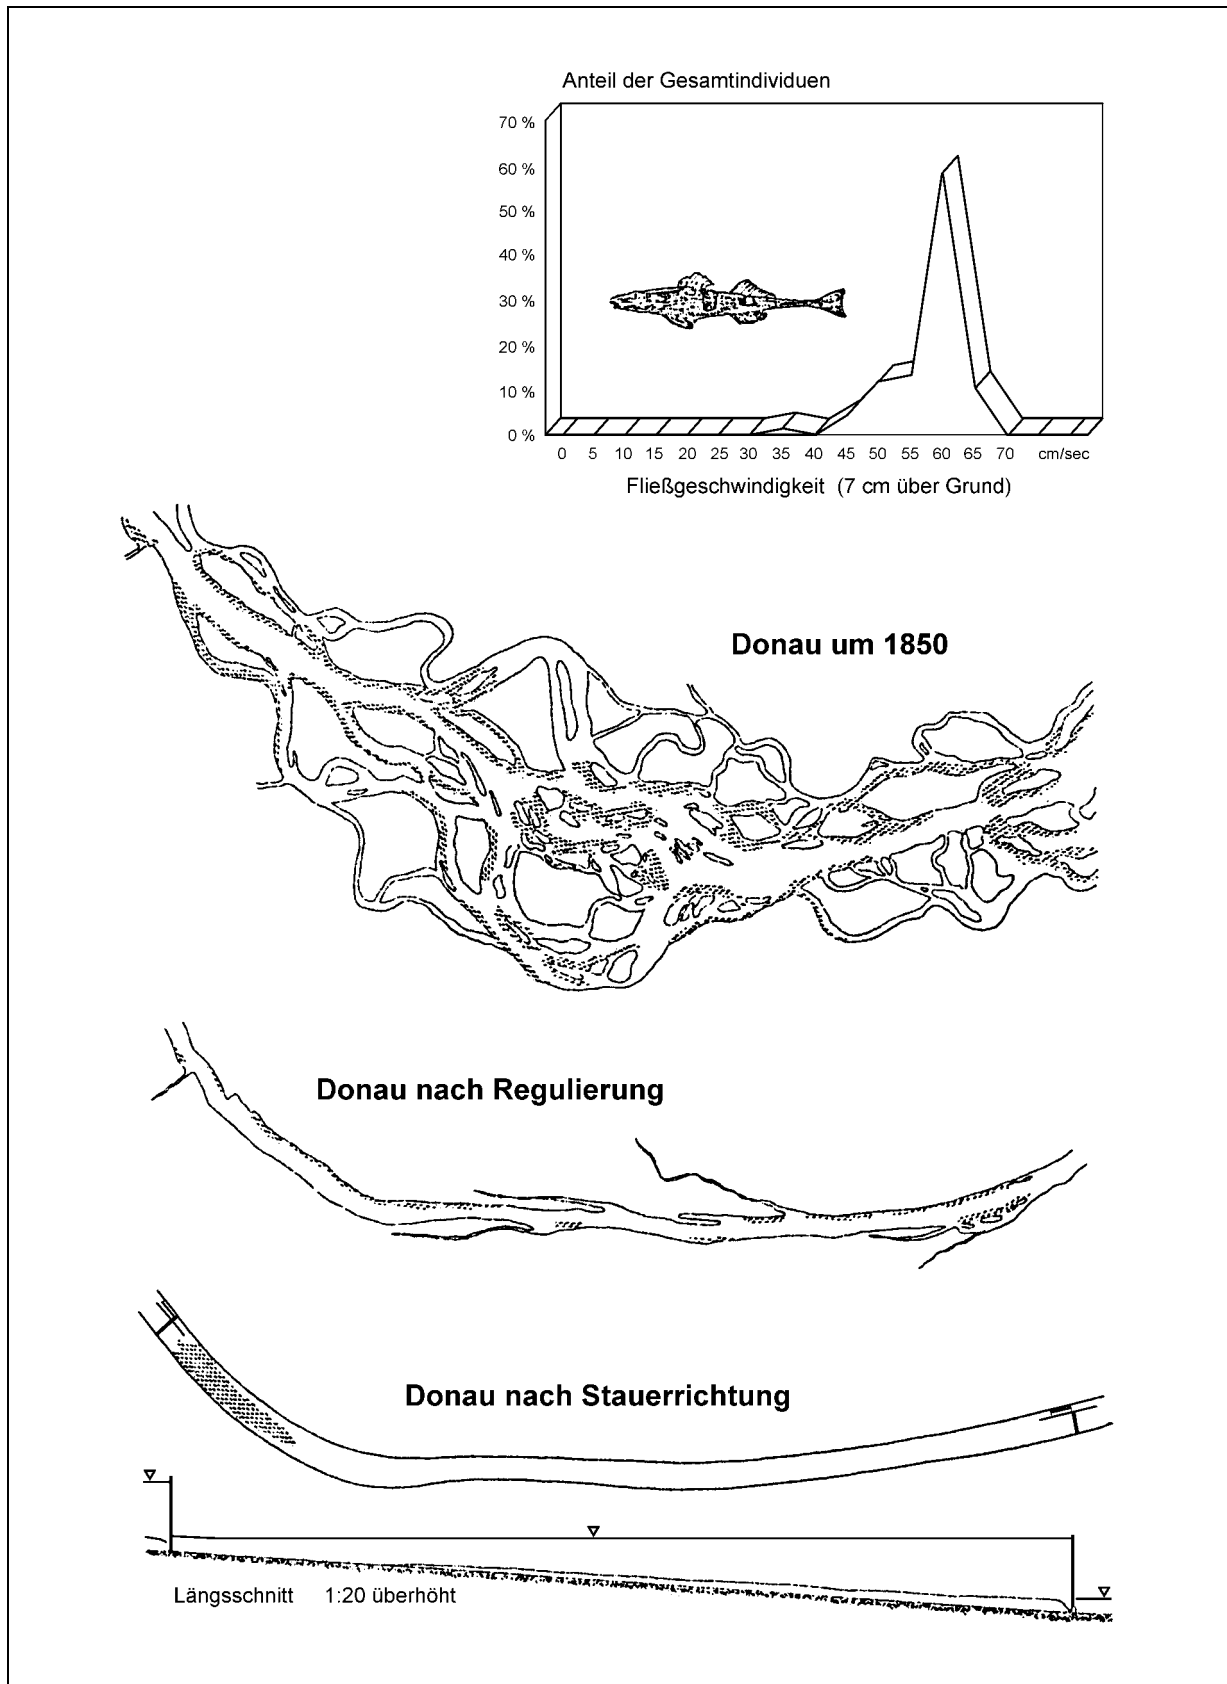 Anteil der Gesamtindividuen
70 %
60 %
50 %
40 %
30 %
20 %
10 %
0 %
0 5 10 15 20 25 30 35 40 45 50 55 60 65 70 cm/sec
Fließgeschwindigkeit (7 cm über Grund)
Donau um 1850
Donau nach Regulierung
Donau nach Stauerrichtung
Längsschnitt 1:20 überhöht